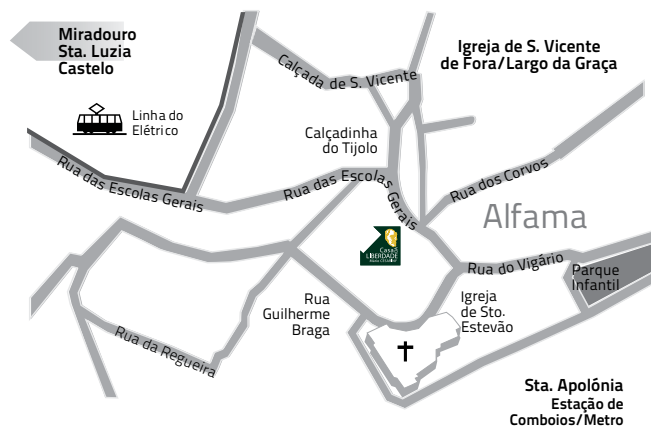 Miradouro
Sta. Luzia
Castelo
Igreja de S. Vicente
de Fora/Largo da Graça
Calçada de S. Vicente
Linha do
Elétrico
Calçadinha
do Tijolo
Rua das Escolas Gerais
Rua das Escolas Gerais
Rua dos Corvos
Alfama
Casa da
LIBERDADE
Rua do Vigário
Parque
Infantil
Rua
Guilherme
Braga
Igreja
de Sto.
Estevão
Rua da Regueira
Sta. Apolónia
Estação de
Comboios/Metro